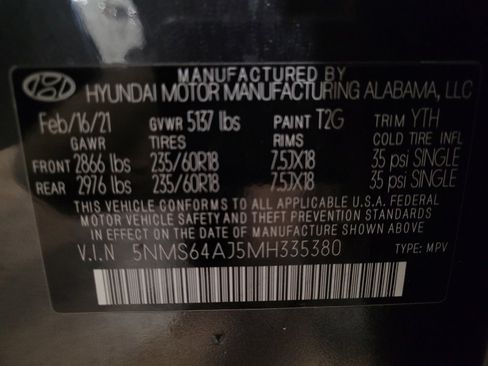 MANUFACTURED BY
HYUNDAI MOTOR MANUFACTURING ALABAMA, LLC
Feb/16/21 GVWR 5137 lbs PAINT T2G TRIM YTH
GAWR TIRES RIMS COLD TIRE INFL
FRONT 2866 lbs 235/60R18 7.5JX18 35 psi SINGLE
REAR 2976 lbs 235/60R18 7.5JX18 35 psi SINGLE
THIS VEHICLE CONFORMS TO ALL APPLICABLE U.S.A. FEDERAL
MOTOR VEHICLE SAFETY AND THEFT PREVENTION STANDARDS
IN EFFECT ON THE DATE OF MANUFACTURE SHOWN ABOVE.
V.I.N 5NMS64AJ5MH335380 TYPE: MPV